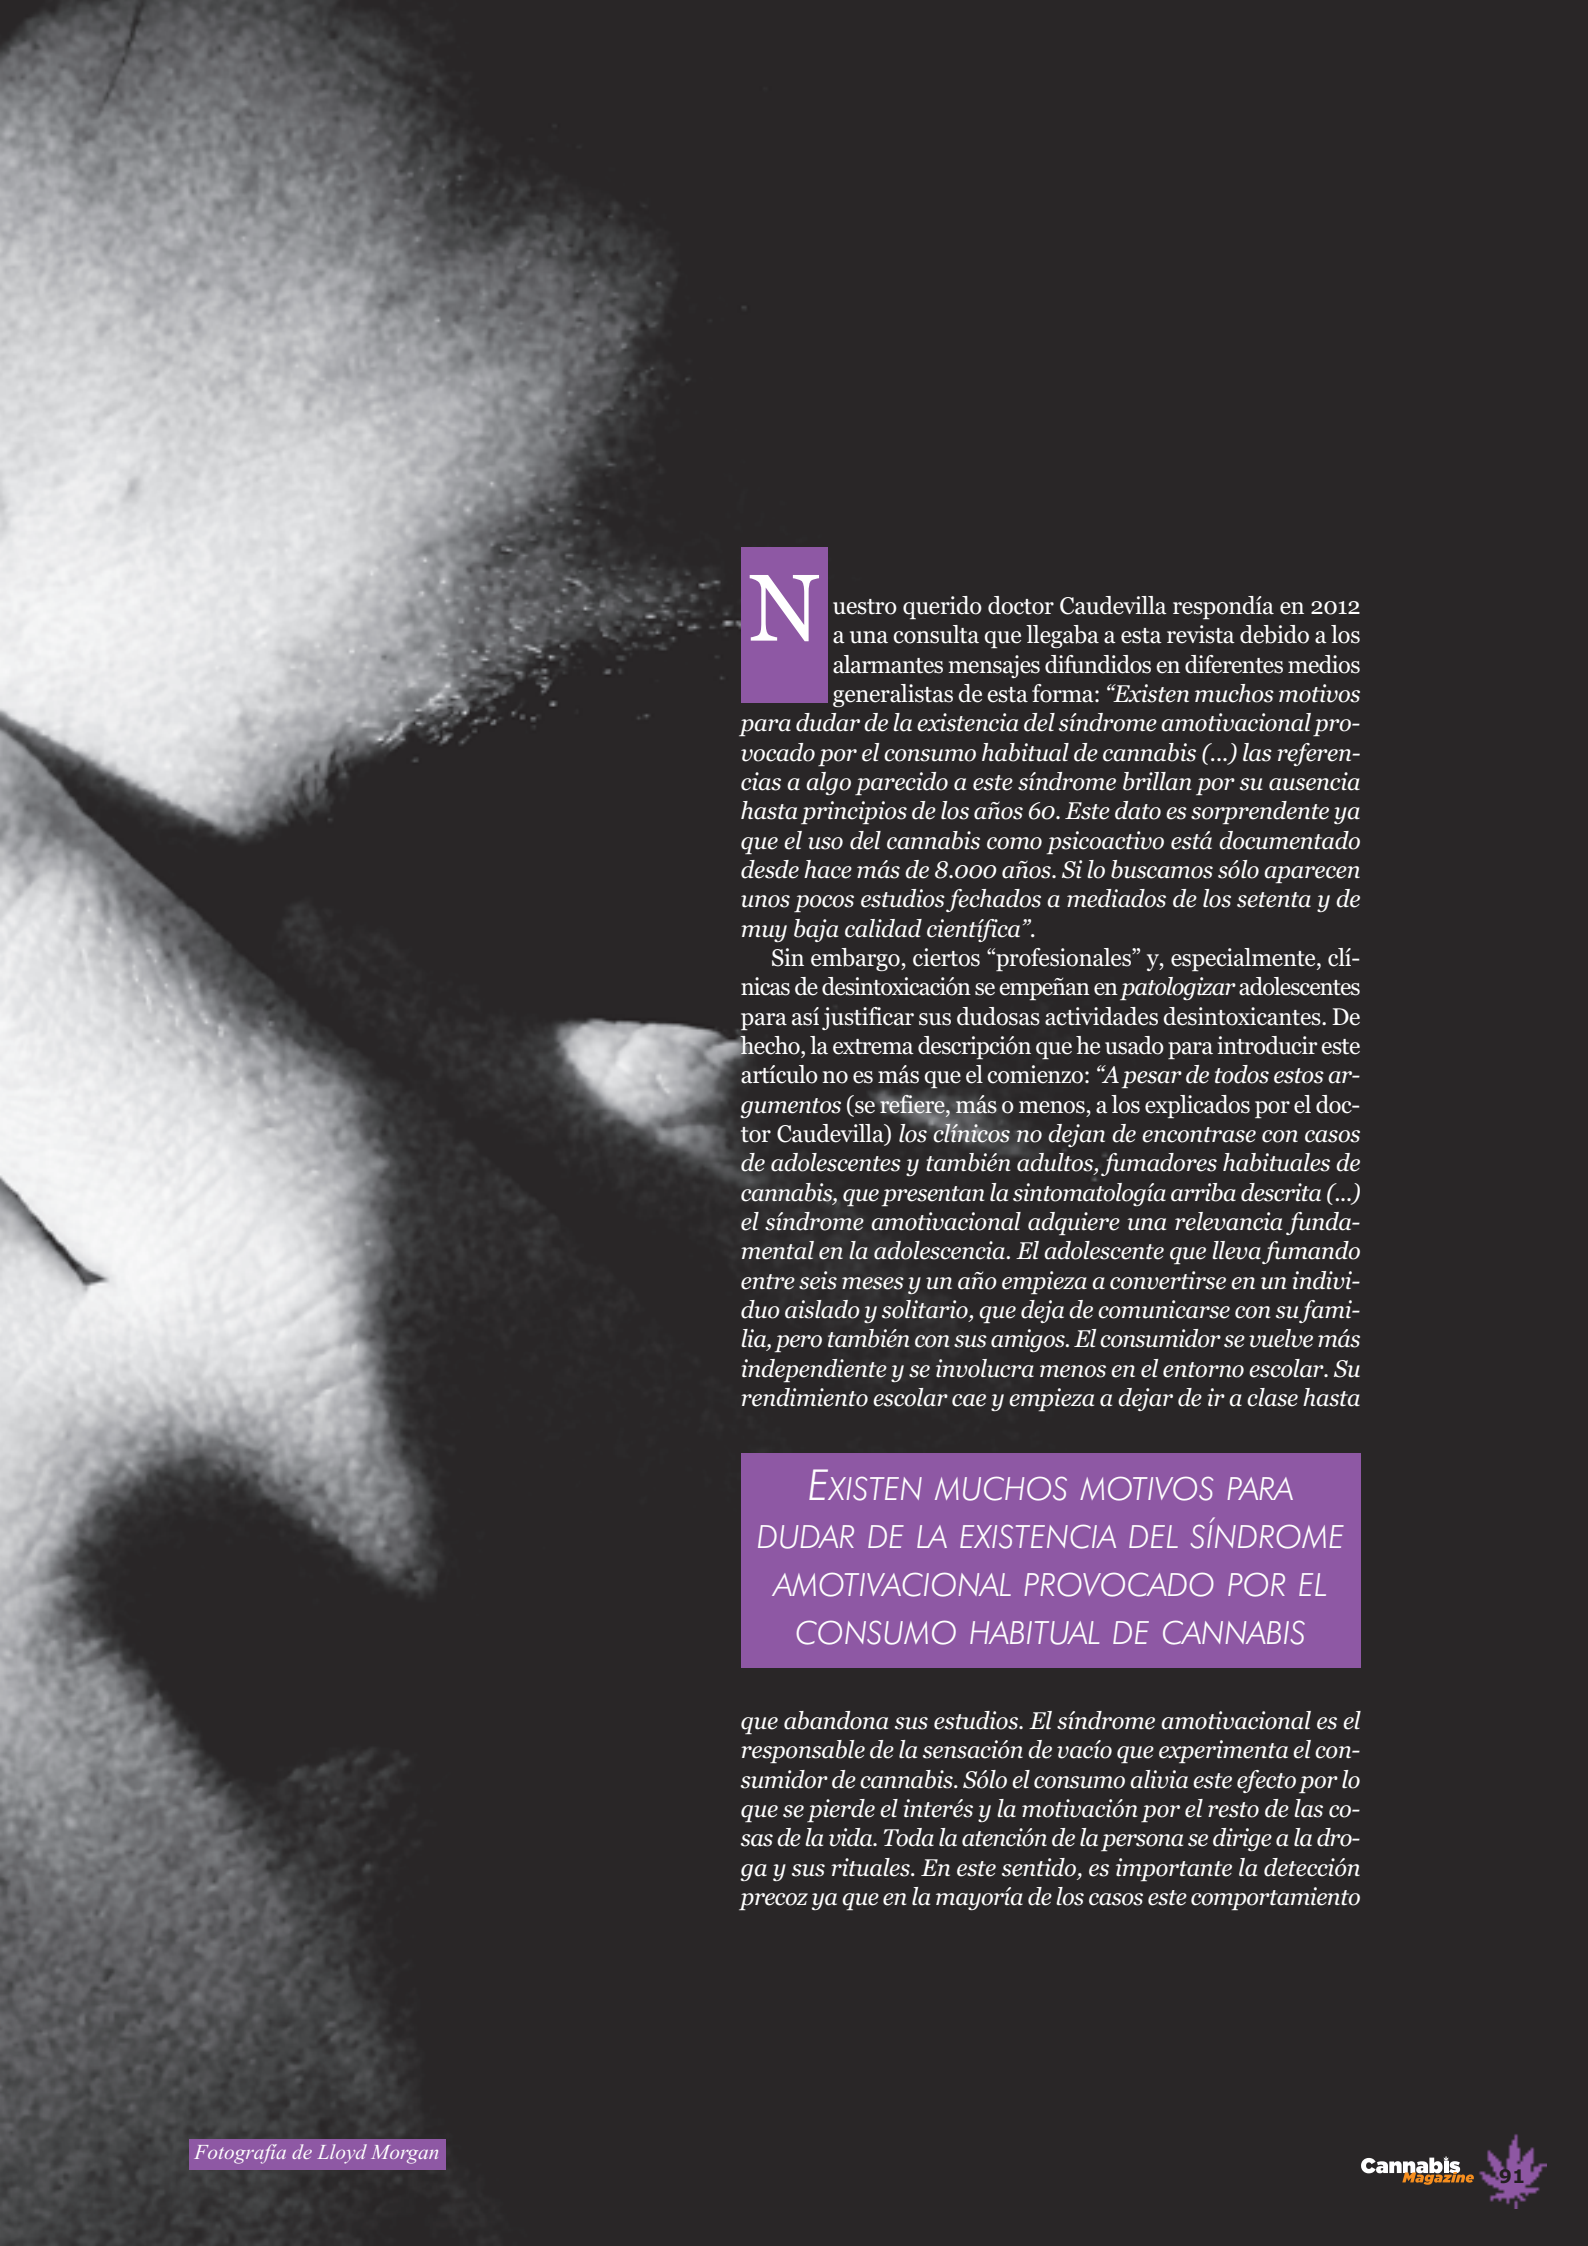 Nuestro querido doctor Caudevilla respondía en 2012
a una consulta que llegaba a esta revista debido a los
alarmantes mensajes difundidos en diferentes medios
generalistas de esta forma: “Existen muchos motivos
para dudar de la existencia del síndrome amotivacional pro-
vocado por el consumo habitual de cannabis (...) las referen-
cias a algo parecido a este síndrome brillan por su ausencia
hasta principios de los años 60. Este dato es sorprendente ya
que el uso del cannabis como psicoactivo está documentado
desde hace más de 8.000 años. Si lo buscamos sólo aparecen
unos pocos estudios fechados a mediados de los setenta y de
muy baja calidad científica”.
Sin embargo, ciertos “profesionales” y, especialmente, clí-
nicas de desintoxicación se empeñan en patologizar adolescentes
para así justificar sus dudosas actividades desintoxicantes. De
hecho, la extrema descripción que he usado para introducir este
artículo no es más que el comienzo: “A pesar de todos estos ar-
gumentos (se refiere, más o menos, a los explicados por el doc-
tor Caudevilla) los clínicos no dejan de encontrase con casos
de adolescentes y también adultos, fumadores habituales de
cannabis, que presentan la sintomatología arriba descrita (...)
el síndrome amotivacional adquiere una relevancia funda-
mental en la adolescencia. El adolescente que lleva fumando
entre seis meses y un año empieza a convertirse en un indivi-
duo aislado y solitario, que deja de comunicarse con su fami-
lia, pero también con sus amigos. El consumidor se vuelve más
independiente y se involucra menos en el entorno escolar. Su
rendimiento escolar cae y empieza a dejar de ir a clase hasta
EXISTEN MUCHOS MOTIVOS PARA
DUDAR DE LA EXISTENCIA DEL SÍNDROME
AMOTIVACIONAL PROVOCADO POR EL
CONSUMO HABITUAL DE CANNABIS
que abandona sus estudios. El síndrome amotivacional es el
responsable de la sensación de vacío que experimenta el con-
sumidor de cannabis. Sólo el consumo alivia este efecto por lo
que se pierde el interés y la motivación por el resto de las co-
sas de la vida. Toda la atención de la persona se dirige a la dro-
ga y sus rituales. En este sentido, es importante la detección
precoz ya que en la mayoría de los casos este comportamiento
Fotografía de Lloyd Morgan
Cannabis
Magazine
91